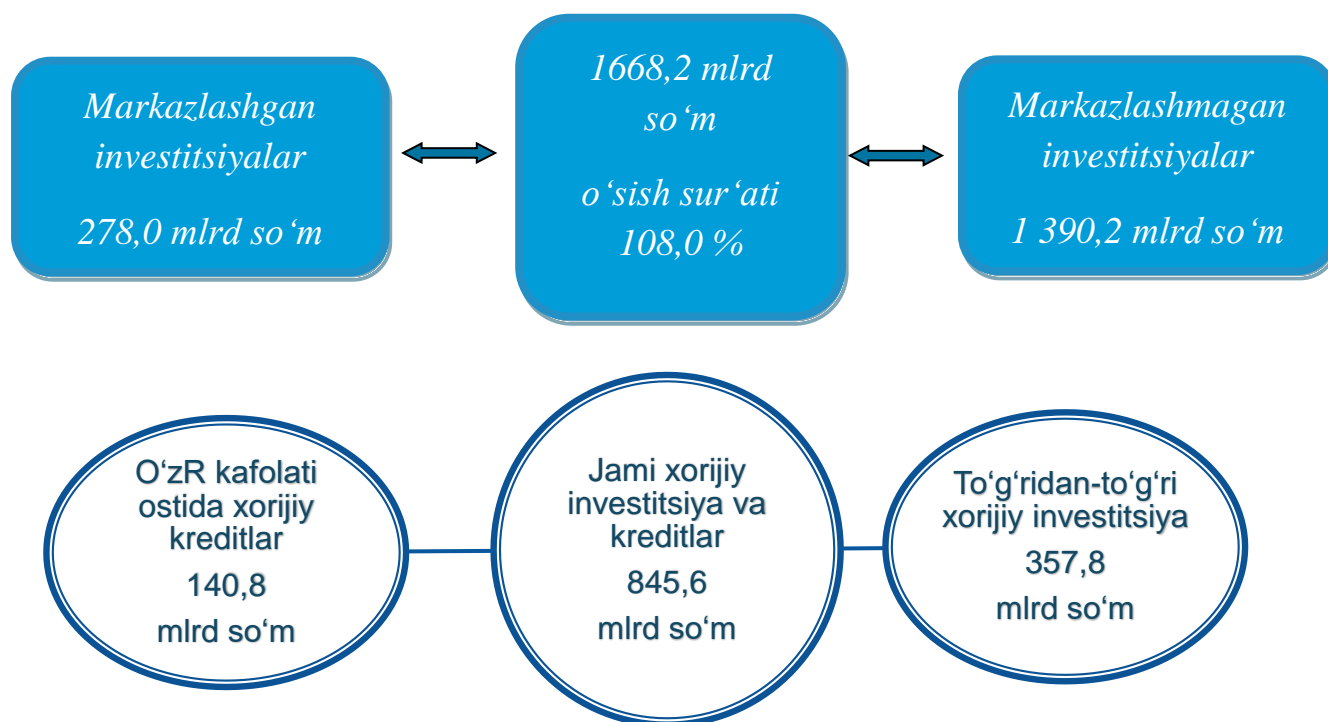 Markazlashgan
investitsiyalar
278,0 mlrd so‘m
1668,2 mlrd
so‘m
o‘sish sur‘ati
108,0 %
Markazlashmagan
investitsiyalar
1 390,2 mlrd so‘m
O‘zR kafolati
ostida xorijiy
kreditlar
140,8
mlrd so‘m
Jami xorijiy
investitsiya va
kreditlar
845,6
mlrd so‘m
To‘g‘ridan-to‘g‘ri
xorijiy investitsiya
357,8
mlrd so‘m